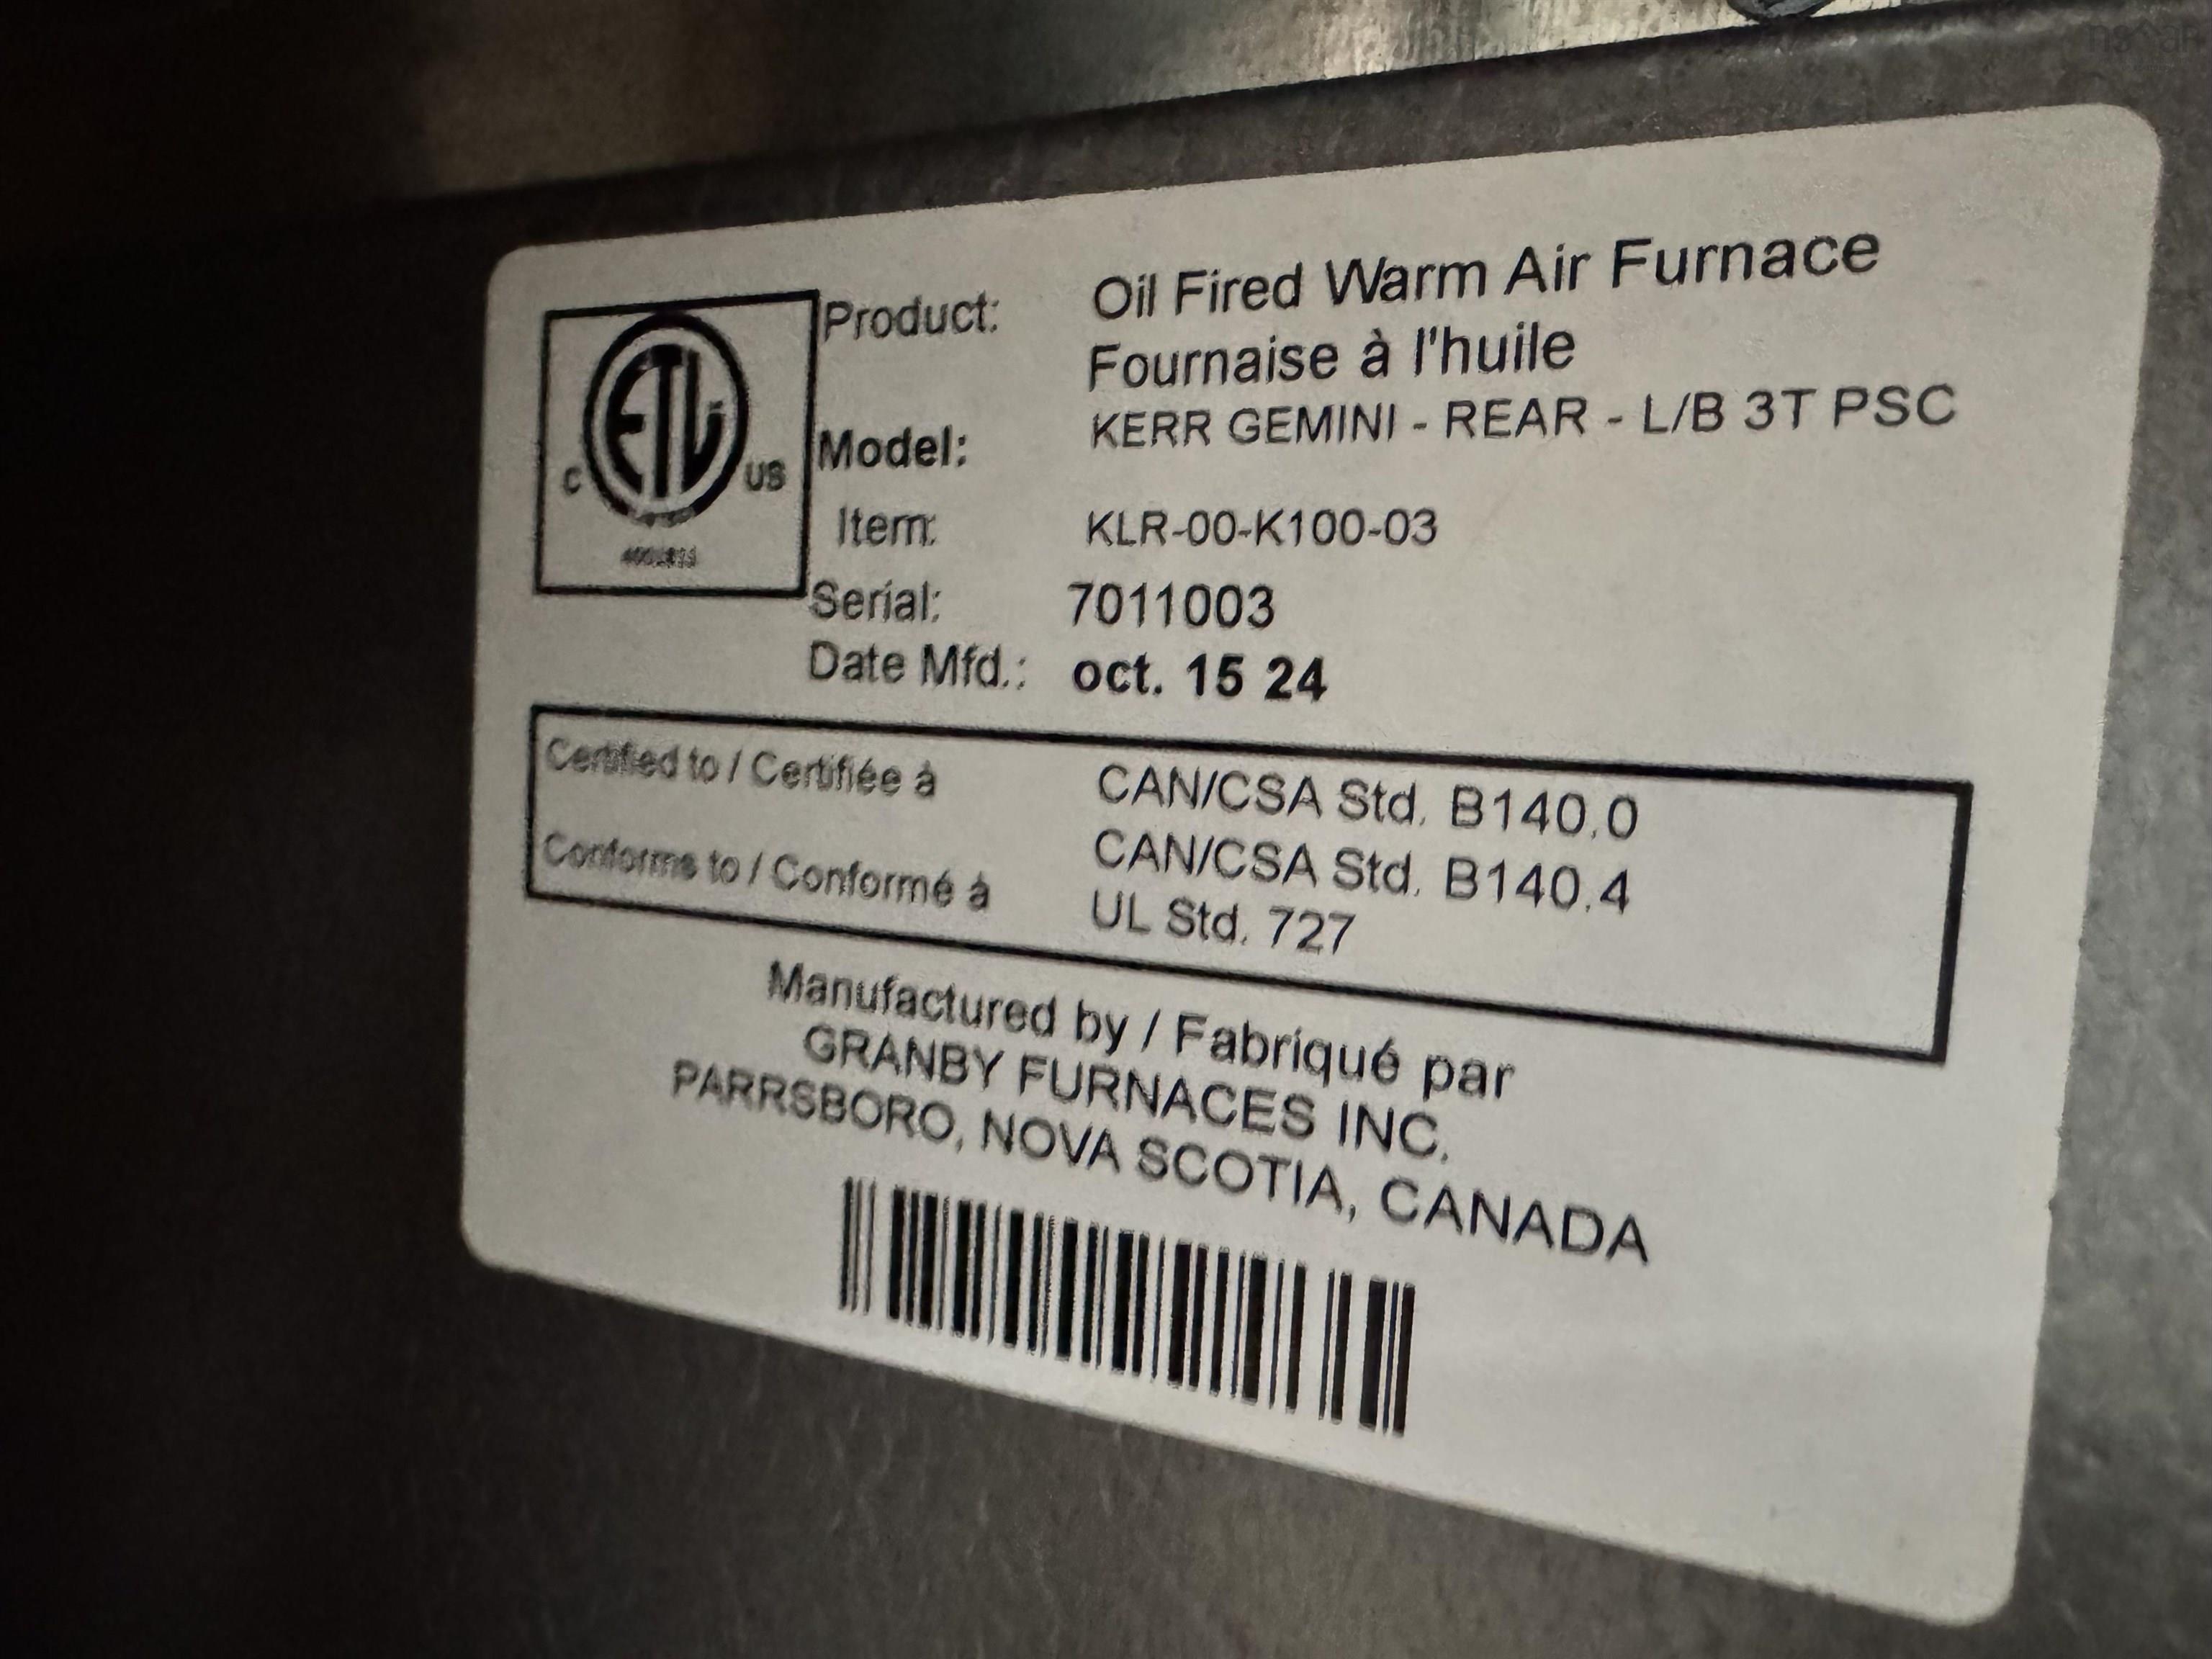 Product: Oil Fired Warm Air Furnace
Fournaise à l'huile
Model: KERR GEMINI - REAR - L/B 3T PSC
Item: KLR-00-K100-03
Serial: 7011003
Date Mfd.: oct. 15 24
ETL
C US
Certified to / Certifiée à CAN/CSA Std. B140.0
CAN/CSA Std. B140.4
Conforms to / Conformé à UL Std. 727
Manufactured by / Fabriqué par
GRANBY FURNACES INC.
PARRSBORO, NOVA SCOTIA, CANADA